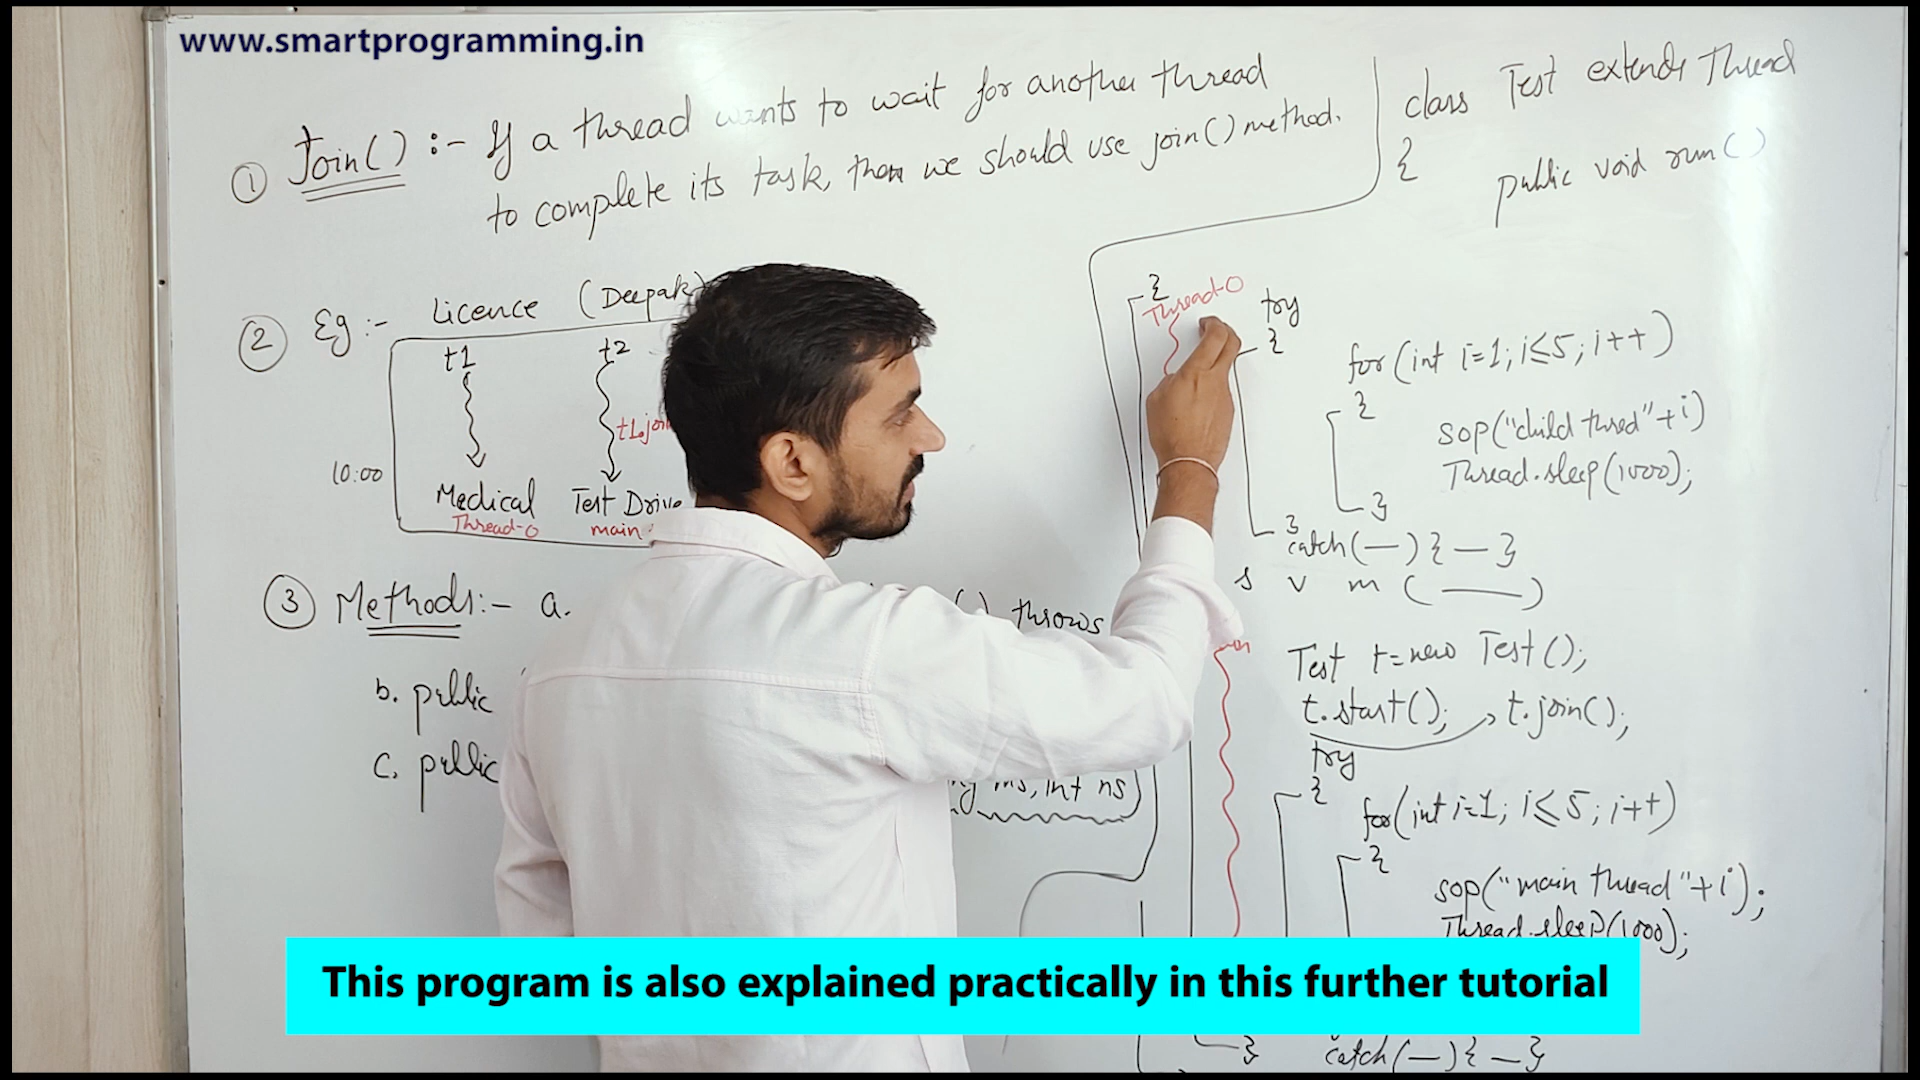 www.smartprogramming.in
① Join() :- If a thread wants to wait for another thread
to complete its task, then we should use join() method.
② Eg :- Licence (Deepak)
t1 t2
t1.join
10:00
Medical Test Drive
Thread-0 main
③ Methods:- a. () throws
b. public
c. public ms, int ns)
class Test extends Thread
{
public void run()
{
Thread-0
try
{
for(int i=1; i≤5; i++)
{
sop("child thred"+i)
Thread.sleep(1000);
}
}
catch(—) { — }
s v m (——)
Test t=new Test();
t.start(); t.join();
try
{
for(int i=1; i≤5; i++)
{
sop("main thread"+i);
Thread.sleep(1000);
This program is also explained practically in this further tutorial
}
catch(—) { — }